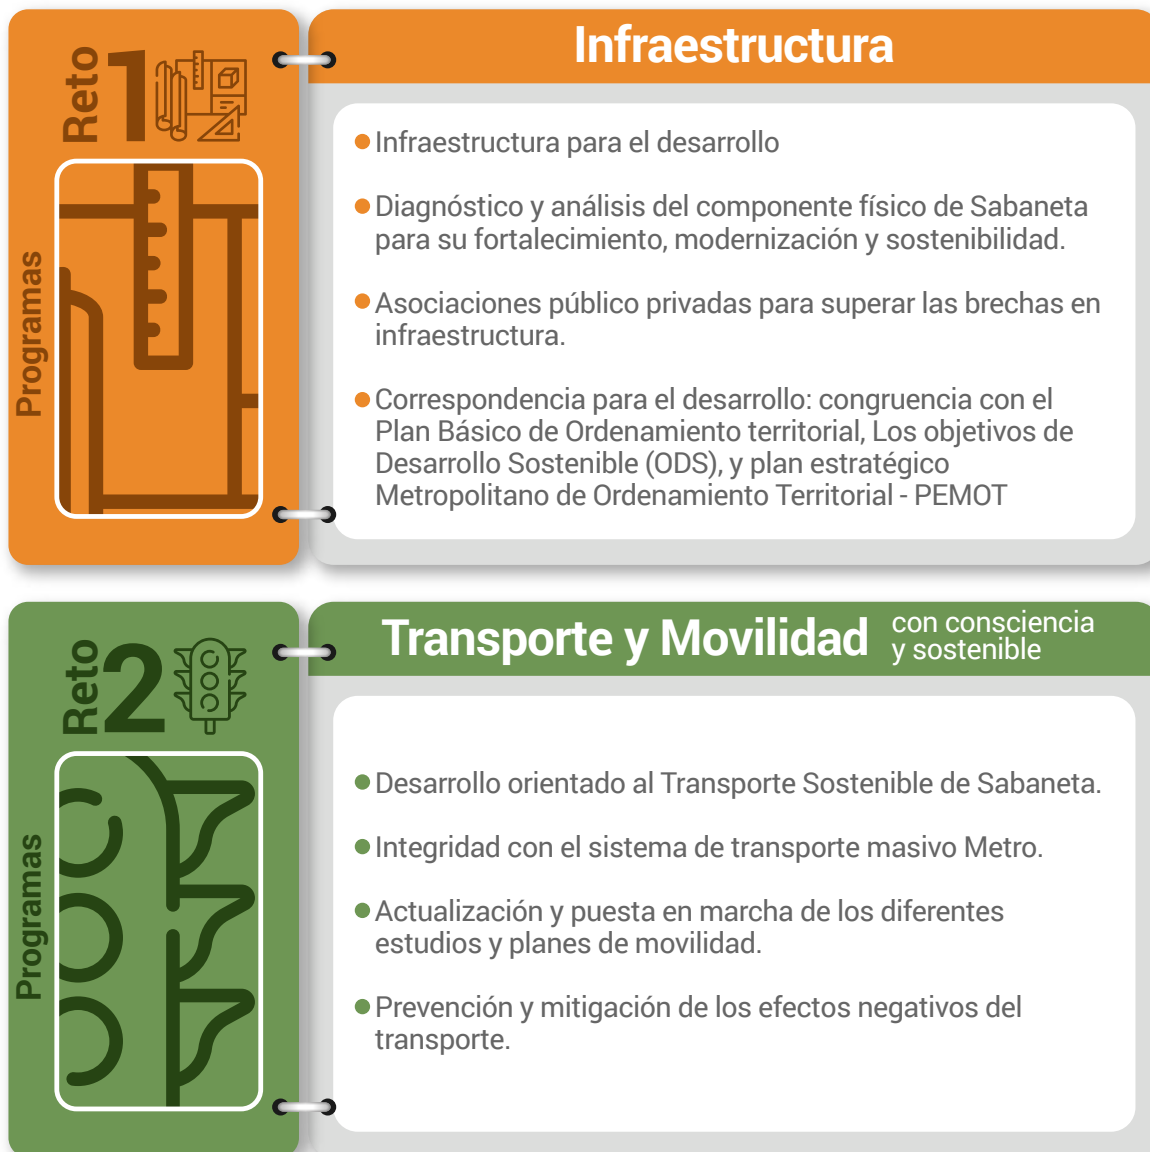 Reto 1
Programas
Infraestructura
Infraestructura para el desarrollo
Diagnóstico y análisis del componente físico de Sabaneta
para su fortalecimiento, modernización y sostenibilidad.
Asociaciones público privadas para superar las brechas en
infraestructura.
Correspondencia para el desarrollo: congruencia con el
Plan Básico de Ordenamiento territorial, Los objetivos de
Desarrollo Sostenible (ODS), y plan estratégico
Metropolitano de Ordenamiento Territorial - PEMOT
Reto 2
Programas
Transporte y Movilidad
con consciencia
y sostenible
Desarrollo orientado al Transporte Sostenible de Sabaneta.
Integridad con el sistema de transporte masivo Metro.
Actualización y puesta en marcha de los diferentes
estudios y planes de movilidad.
Prevención y mitigación de los efectos negativos del
transporte.